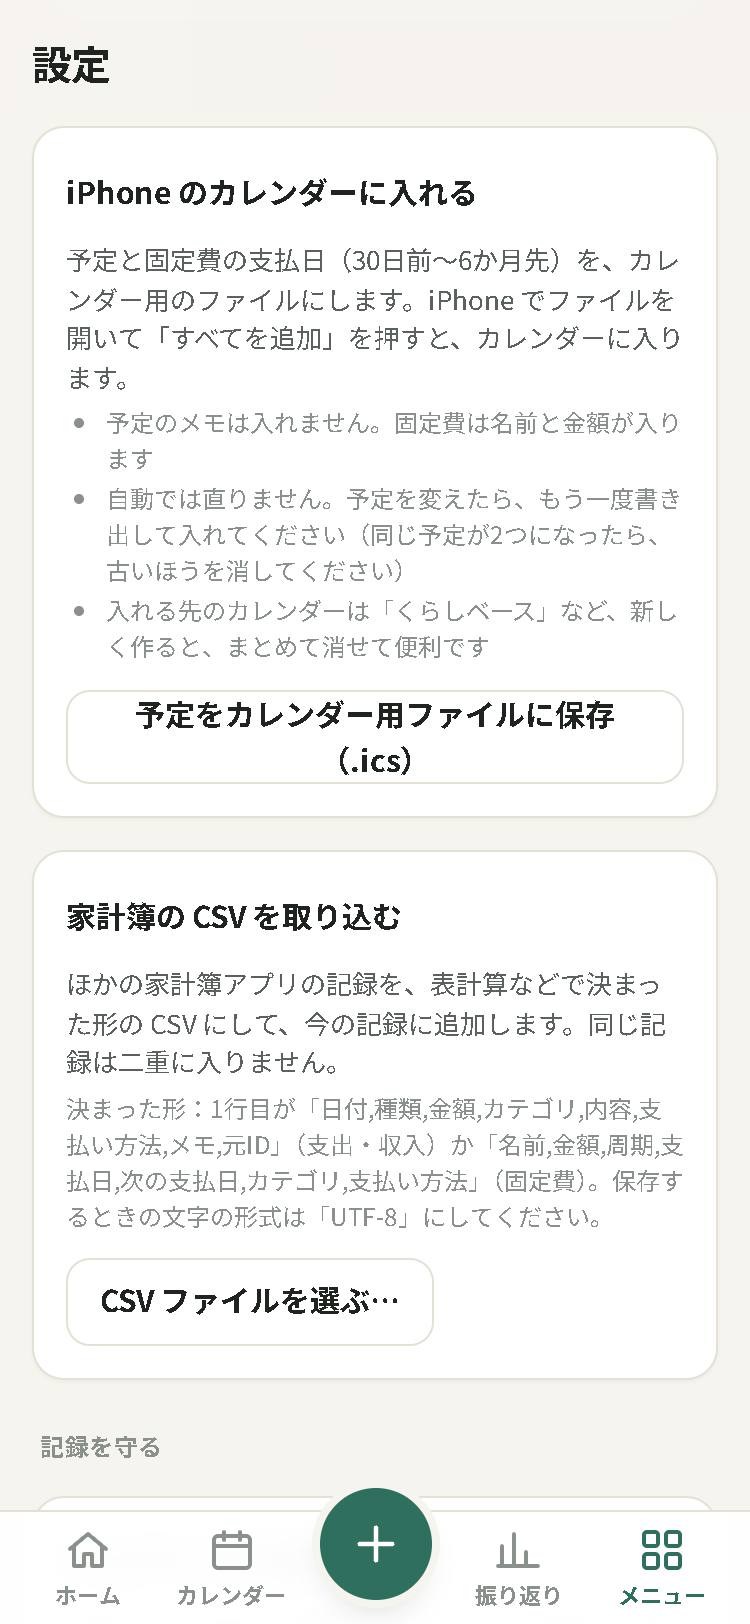 設定
iPhone のカレンダーに入れる
予定と固定費の支払日（30日前〜6か月先）を、カレ
ンダー用のファイルにします。iPhone でファイルを
開いて「すべてを追加」を押すと、カレンダーに入り
ます。
予定のメモは入れません。固定費は名前と金額が入り
ます
自動では直りません。予定を変えたら、もう一度書き
出して入れてください（同じ予定が2つになったら、
古いほうを消してください）
入れる先のカレンダーは「くらしベース」など、新し
く作ると、まとめて消せて便利です
予定をカレンダー用ファイルに保存
（.ics）
家計簿の CSV を取り込む
ほかの家計簿アプリの記録を、表計算などで決まっ
た形の CSV にして、今の記録に追加します。同じ記
録は二重に入りません。
決まった形：1行目が「日付,種類,金額,カテゴリ,内容,支
払い方法,メモ,元ID」（支出・収入）か「名前,金額,周期,支
払日,次の支払日,カテゴリ,支払い方法」（固定費）。保存す
るときの文字の形式は「UTF-8」にしてください。
CSV ファイルを選ぶ…
記録を守る
ホーム
カレンダー
振り返り
メニュー